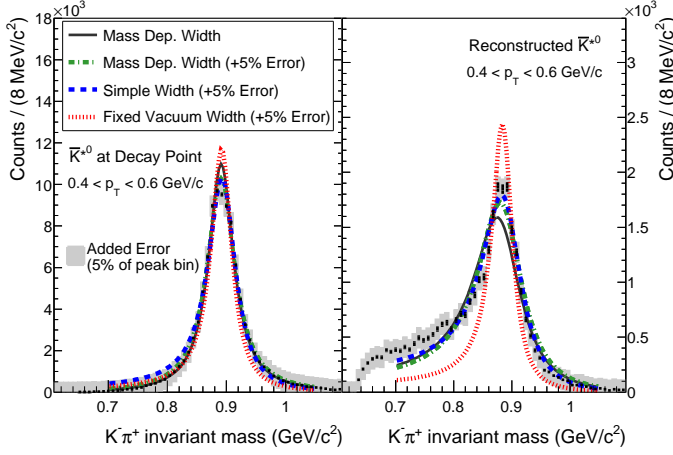 ×10³
18
16
14
12
10
8
6
4
2
0
Counts / (8 MeV/c²)
Mass Dep. Width
Mass Dep. Width (+5% Error)
Simple Width (+5% Error)
Fixed Vacuum Width (+5% Error)
K̅*⁰ at Decay Point
0.4 < p_T < 0.6 GeV/c
Added Error
(5% of peak bin)
0.7 0.8 0.9 1
K⁻π⁺ invariant mass (GeV/c²)
×10³
Reconstructed K̅*⁰
0.4 < p_T < 0.6 GeV/c
3
2.5
2
1.5
1
0.5
0
Counts / (8 MeV/c²)
0.7 0.8 0.9 1
K⁻π⁺ invariant mass (GeV/c²)